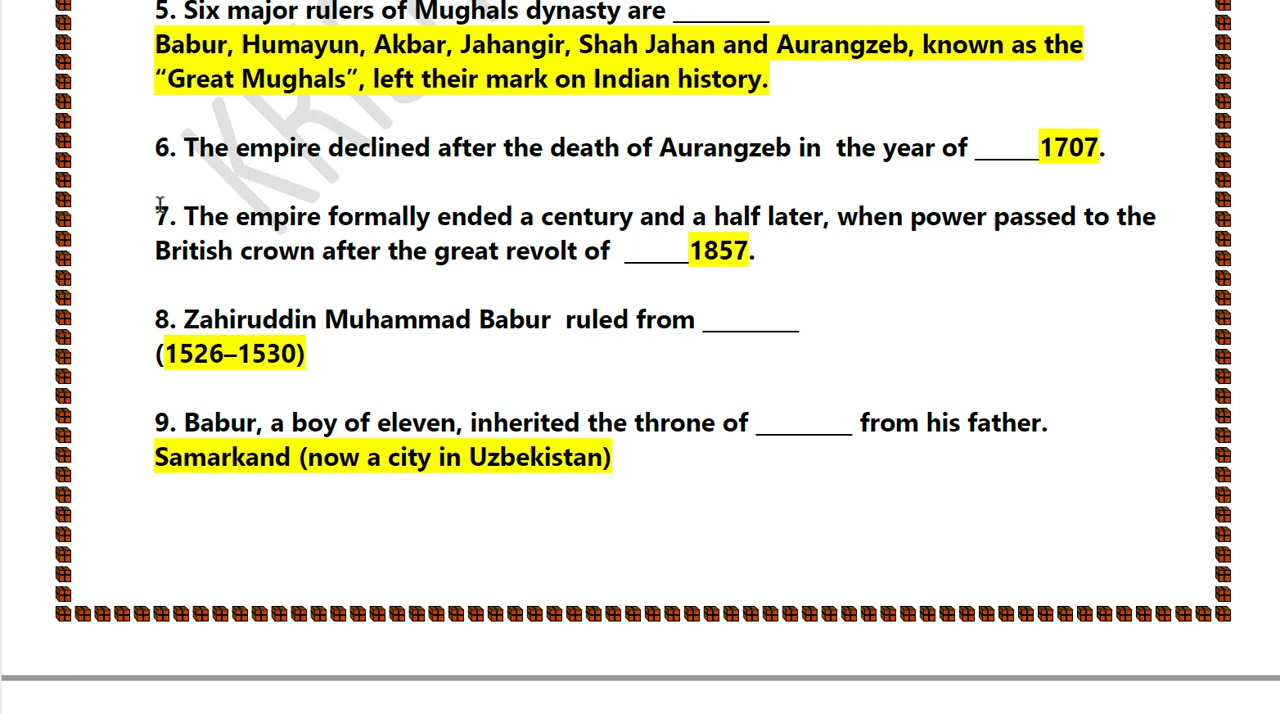 5. Six major rulers of Mughals dynasty are ________
Babur, Humayun, Akbar, Jahangir, Shah Jahan and Aurangzeb, known as the
“Great Mughals”, left their mark on Indian history.
6. The empire declined after the death of Aurangzeb in  the year of _____1707.
7. The empire formally ended a century and a half later, when power passed to the
British crown after the great revolt of  _____1857.
8. Zahiruddin Muhammad Babur  ruled from ________
(1526–1530)
9. Babur, a boy of eleven, inherited the throne of ________ from his father.
Samarkand (now a city in Uzbekistan)